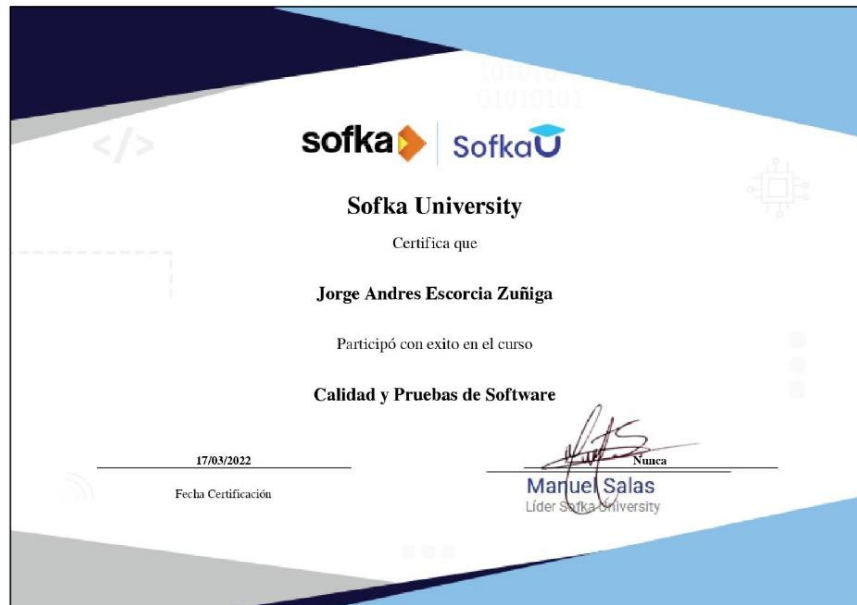 1010101
01010101
</>
sofka SofkaU
Sofka University
Certifica que
Jorge Andres Escorcia Zuñiga
Participó con exito en el curso
Calidad y Pruebas de Software
17/03/2022
Nunca
Fecha Certificación
Manuel Salas
Líder Sofka University